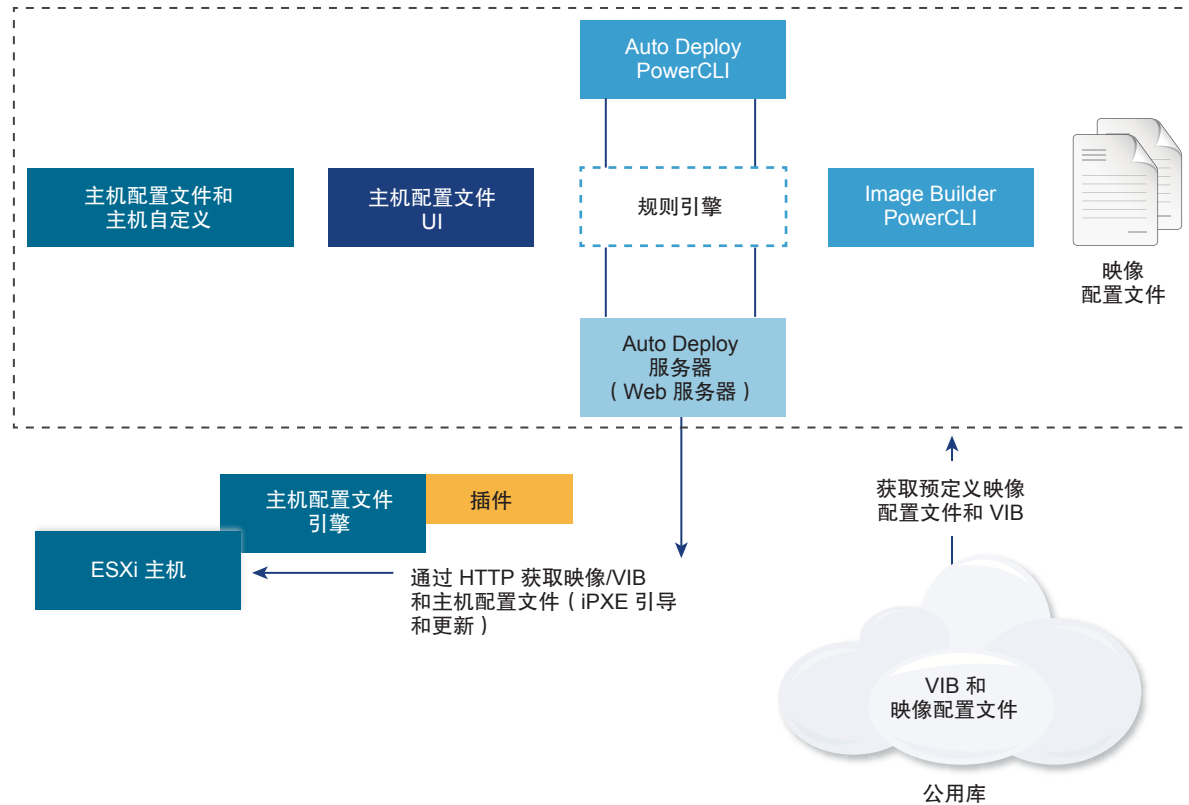 Auto Deploy
PowerCLI
主机配置文件和
主机自定义
主机配置文件
UI
规则引擎
Image Builder
PowerCLI
映像
配置文件
Auto Deploy
服务器
（Web 服务器）
主机配置文件
引擎
插件
ESXi 主机
通过 HTTP 获取映像/VIB
和主机配置文件（iPXE 引导
和更新）
获取预定义映像
配置文件和 VIB
VIB 和
映像配置文件
公用库